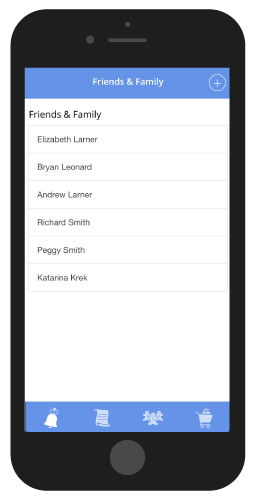 Friends & Family
Friends & Family
Elizabeth Larner
Bryan Leonard
Andrew Larner
Richard Smith
Peggy Smith
Katarina Krek